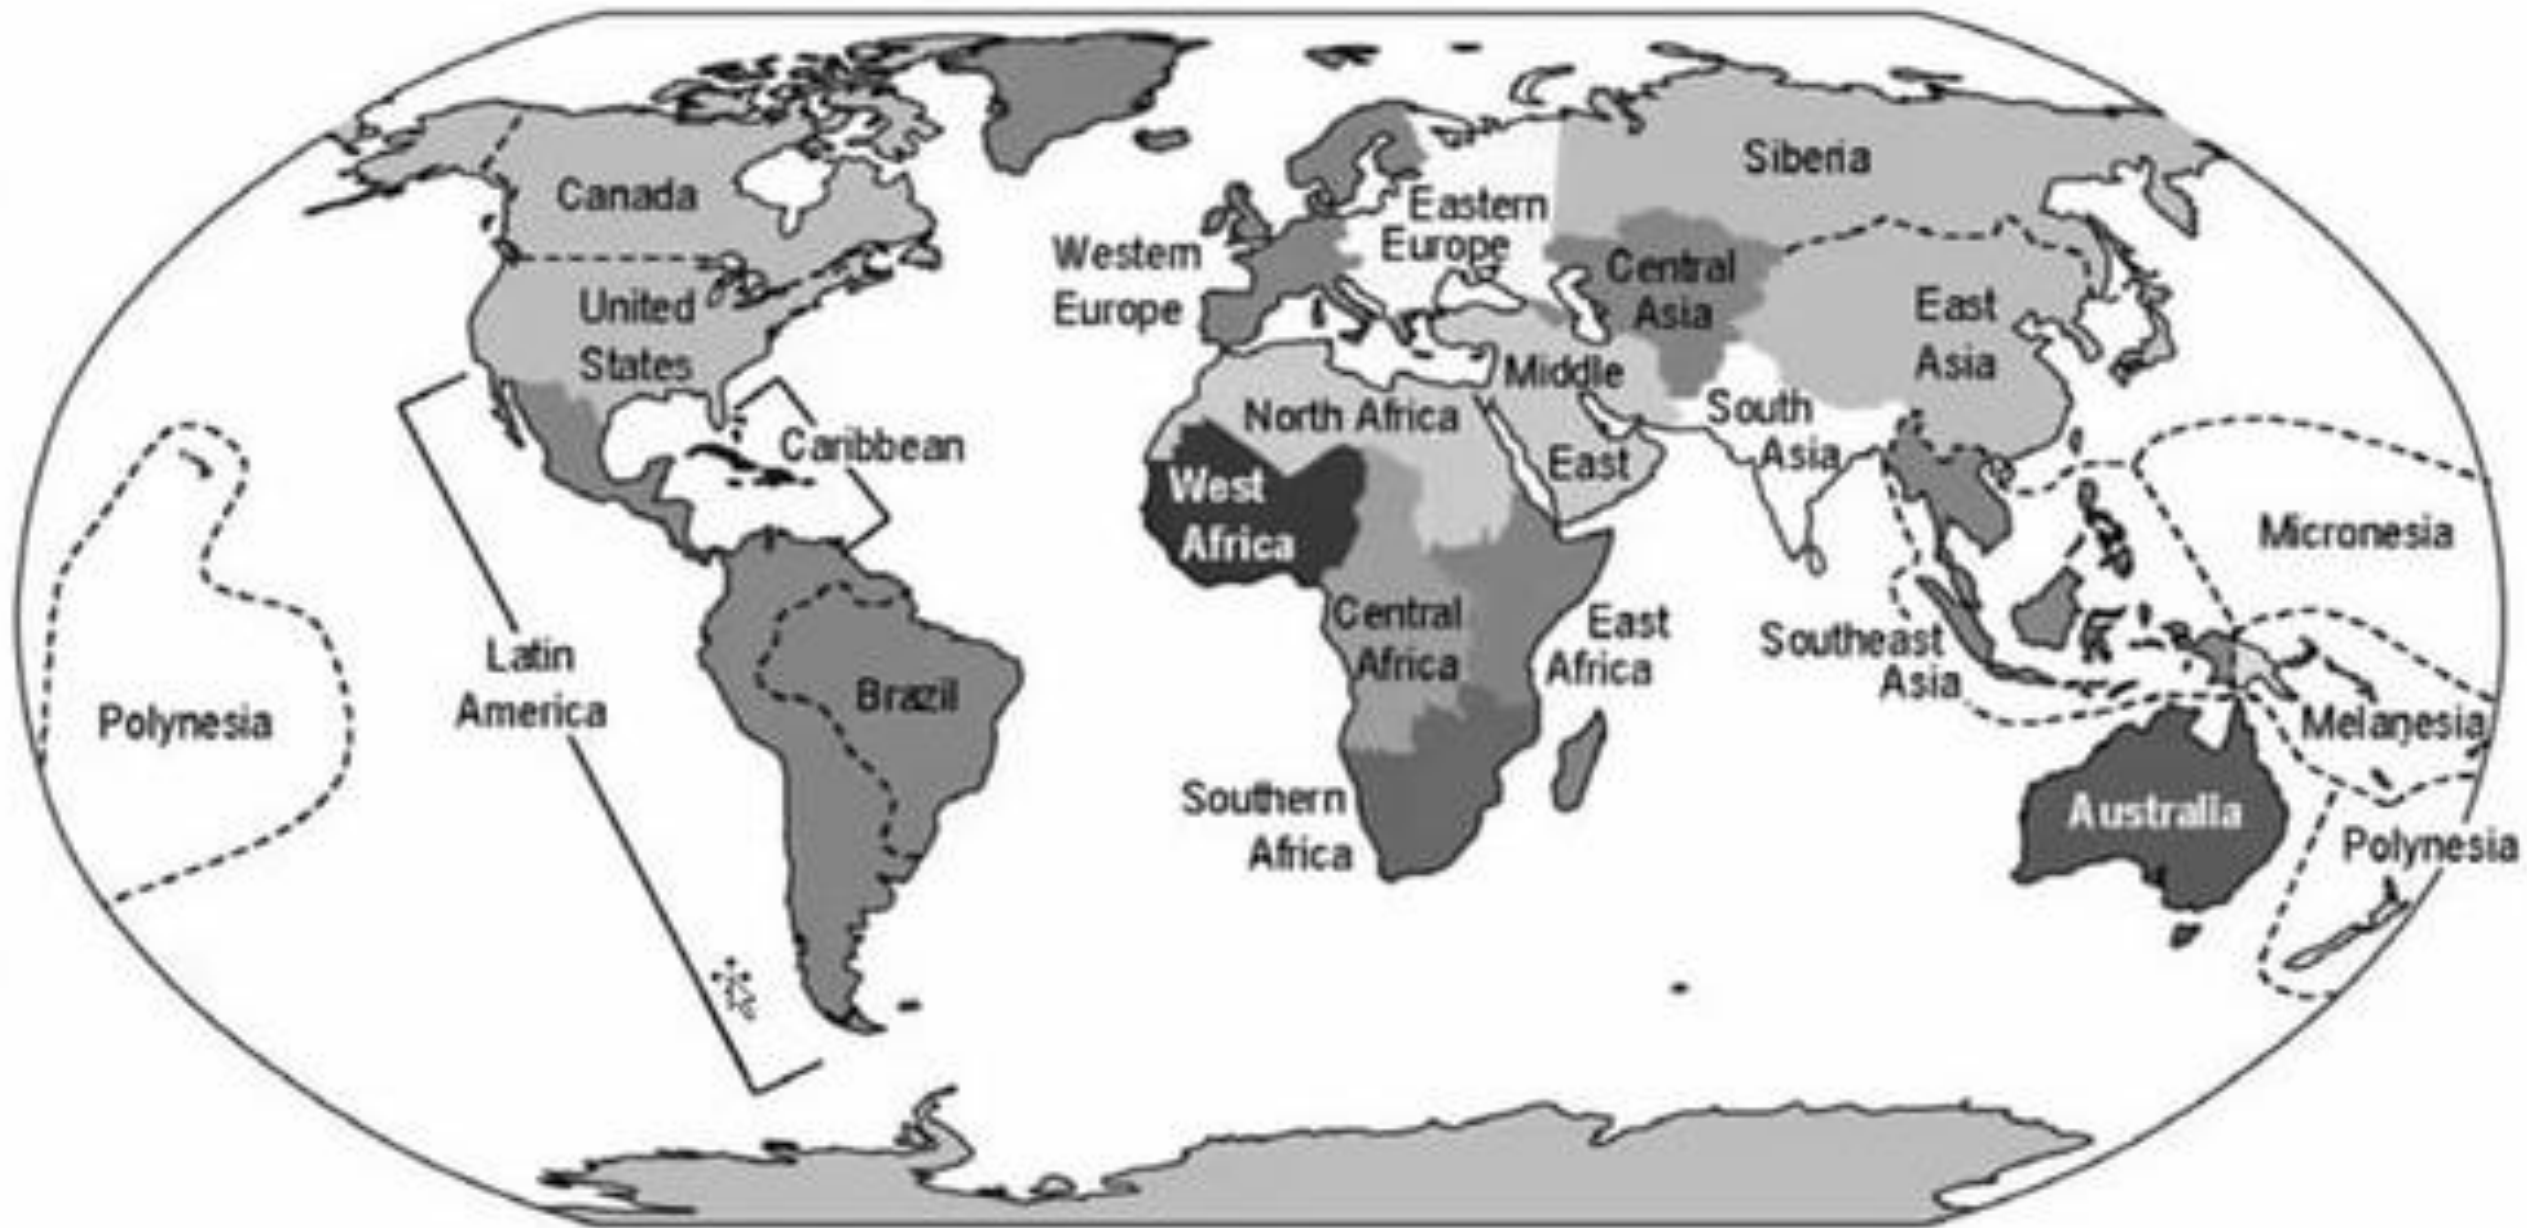 Siberia
Canada
Eastern
Europe
Western
Europe
Central
Asia
United
States
East
Asia
Middle
East
South
Asia
North Africa
Caribbean
West
Africa
Micronesia
Central
Africa
East
Africa
Southeast
Asia
Latin
America
Brazil
Polynesia
Melanesia
Southern
Africa
Australia
Polynesia